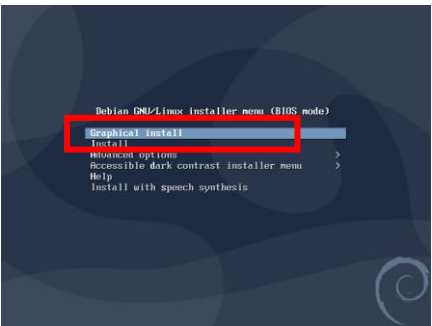 Debian GNU/Linux installer menu (BIOS mode)
Graphical install
Install
Advanced options >
Accessible dark contrast installer menu >
Help
Install with speech synthesis